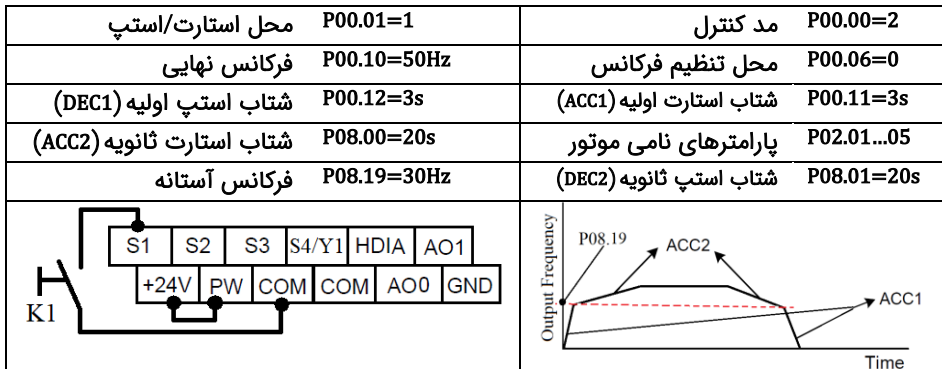 مد کنترل P00.00=2 محل استارت/استپ P00.01=1
محل تنظیم فرکانس P00.06=0 فرکانس نهایی P00.10=50Hz
شتاب استارت اولیه (ACC1) P00.11=3s شتاب استپ اولیه (DEC1) P00.12=3s
پارامترهای نامی موتور P02.01...05 شتاب استارت ثانویه (ACC2) P08.00=20s
شتاب استپ ثانویه (DEC2) P08.01=20s فرکانس آستانه P08.19=30Hz
S1 S2 S3 S4/Y1 HDIA AO1
+24V PW COM COM AO0 GND
K1
Output Frequency
P08.19
ACC2
ACC1
Time